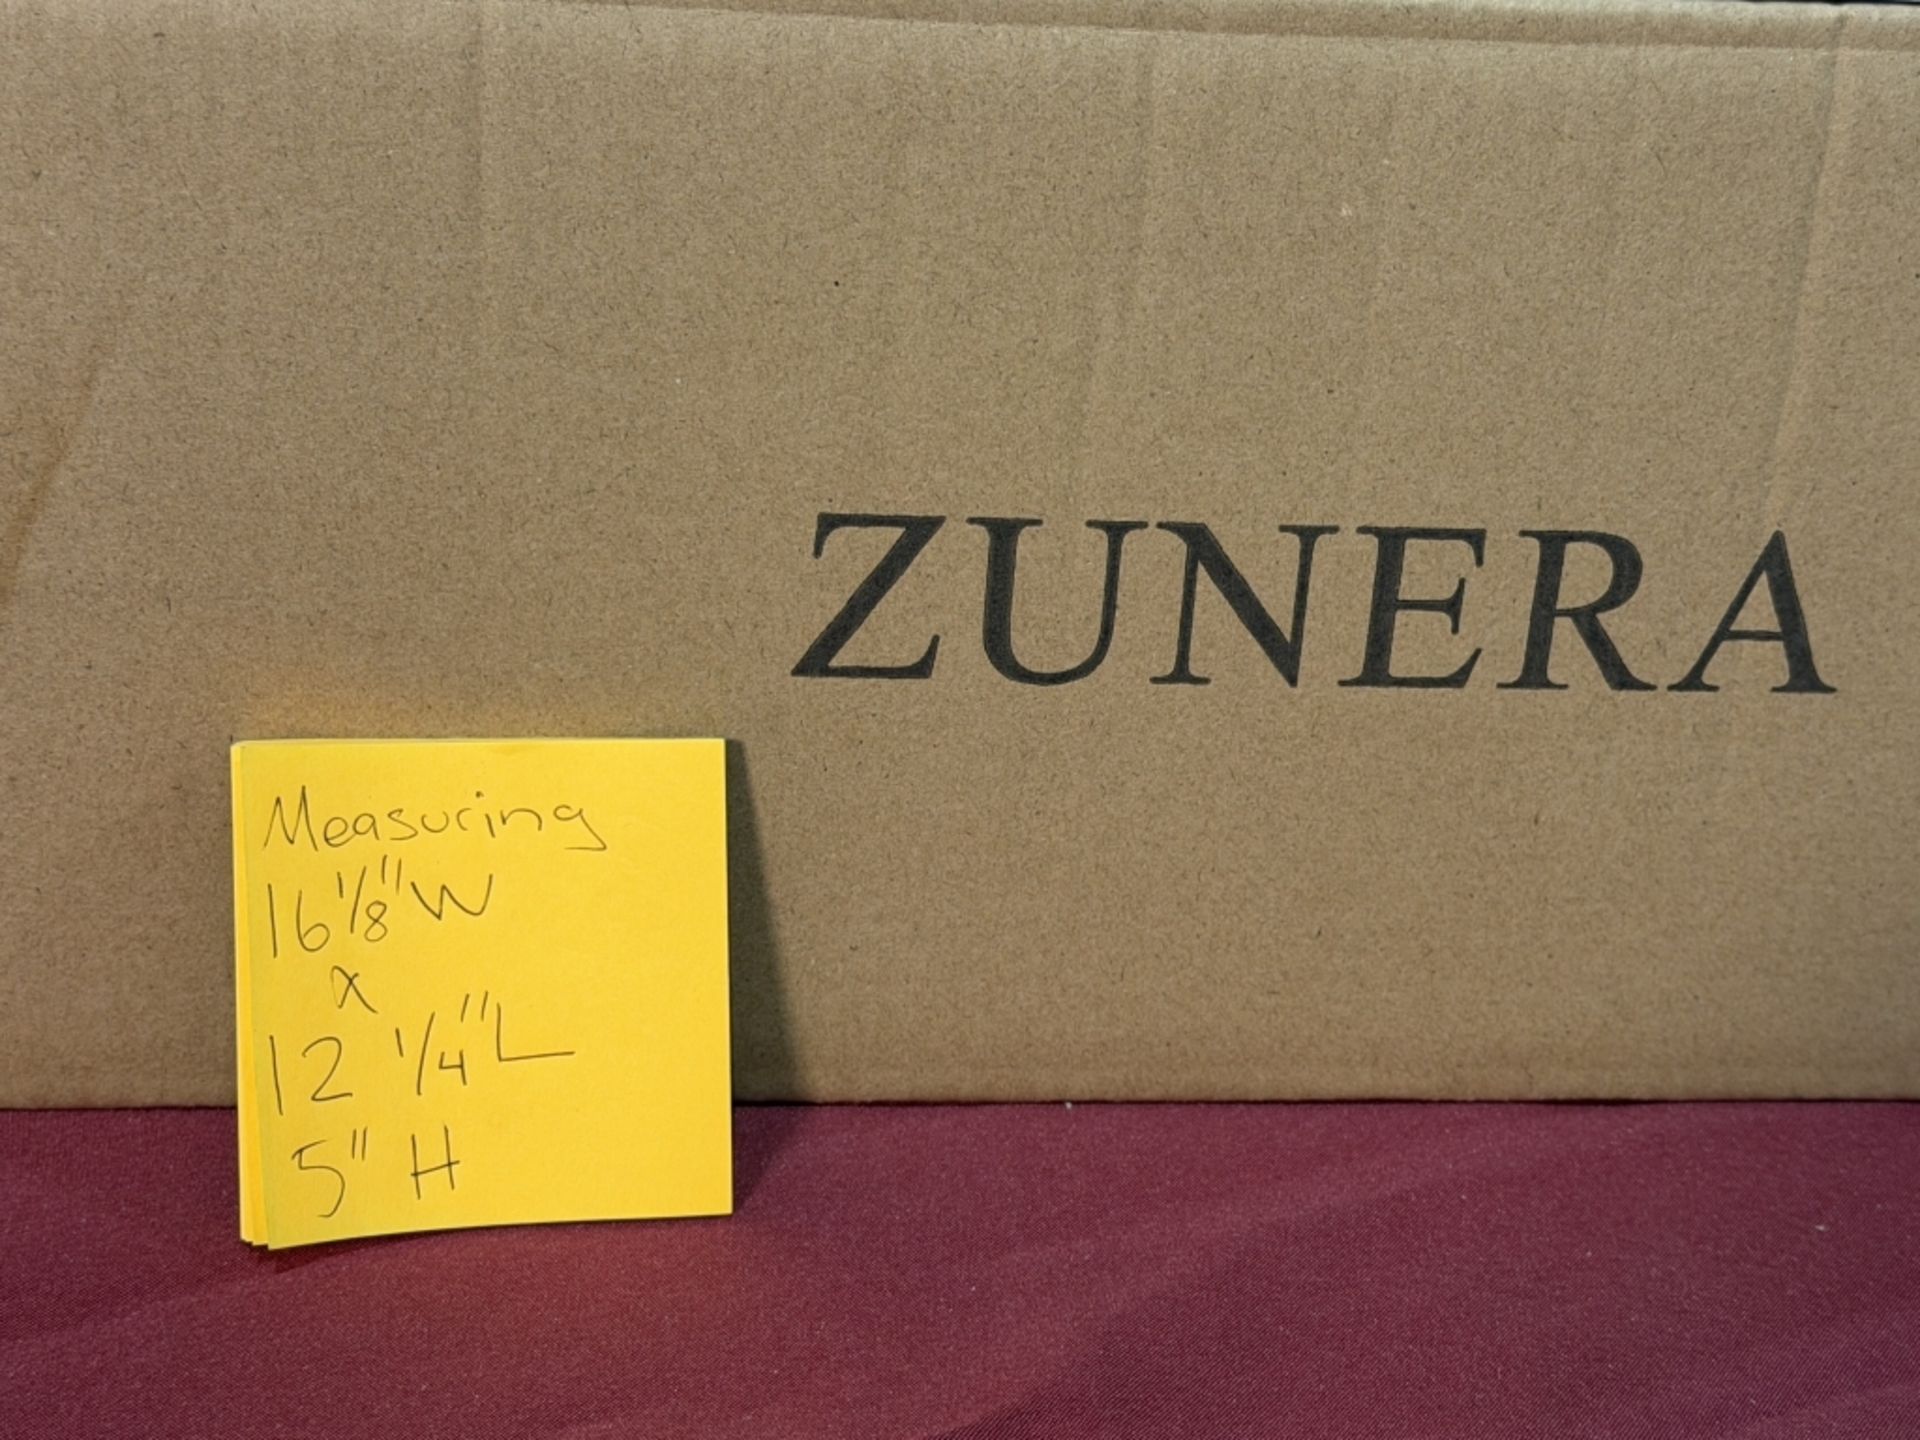 ZUNERA
Measuring
16 1/8" W
x
12 1/4" L
5" H